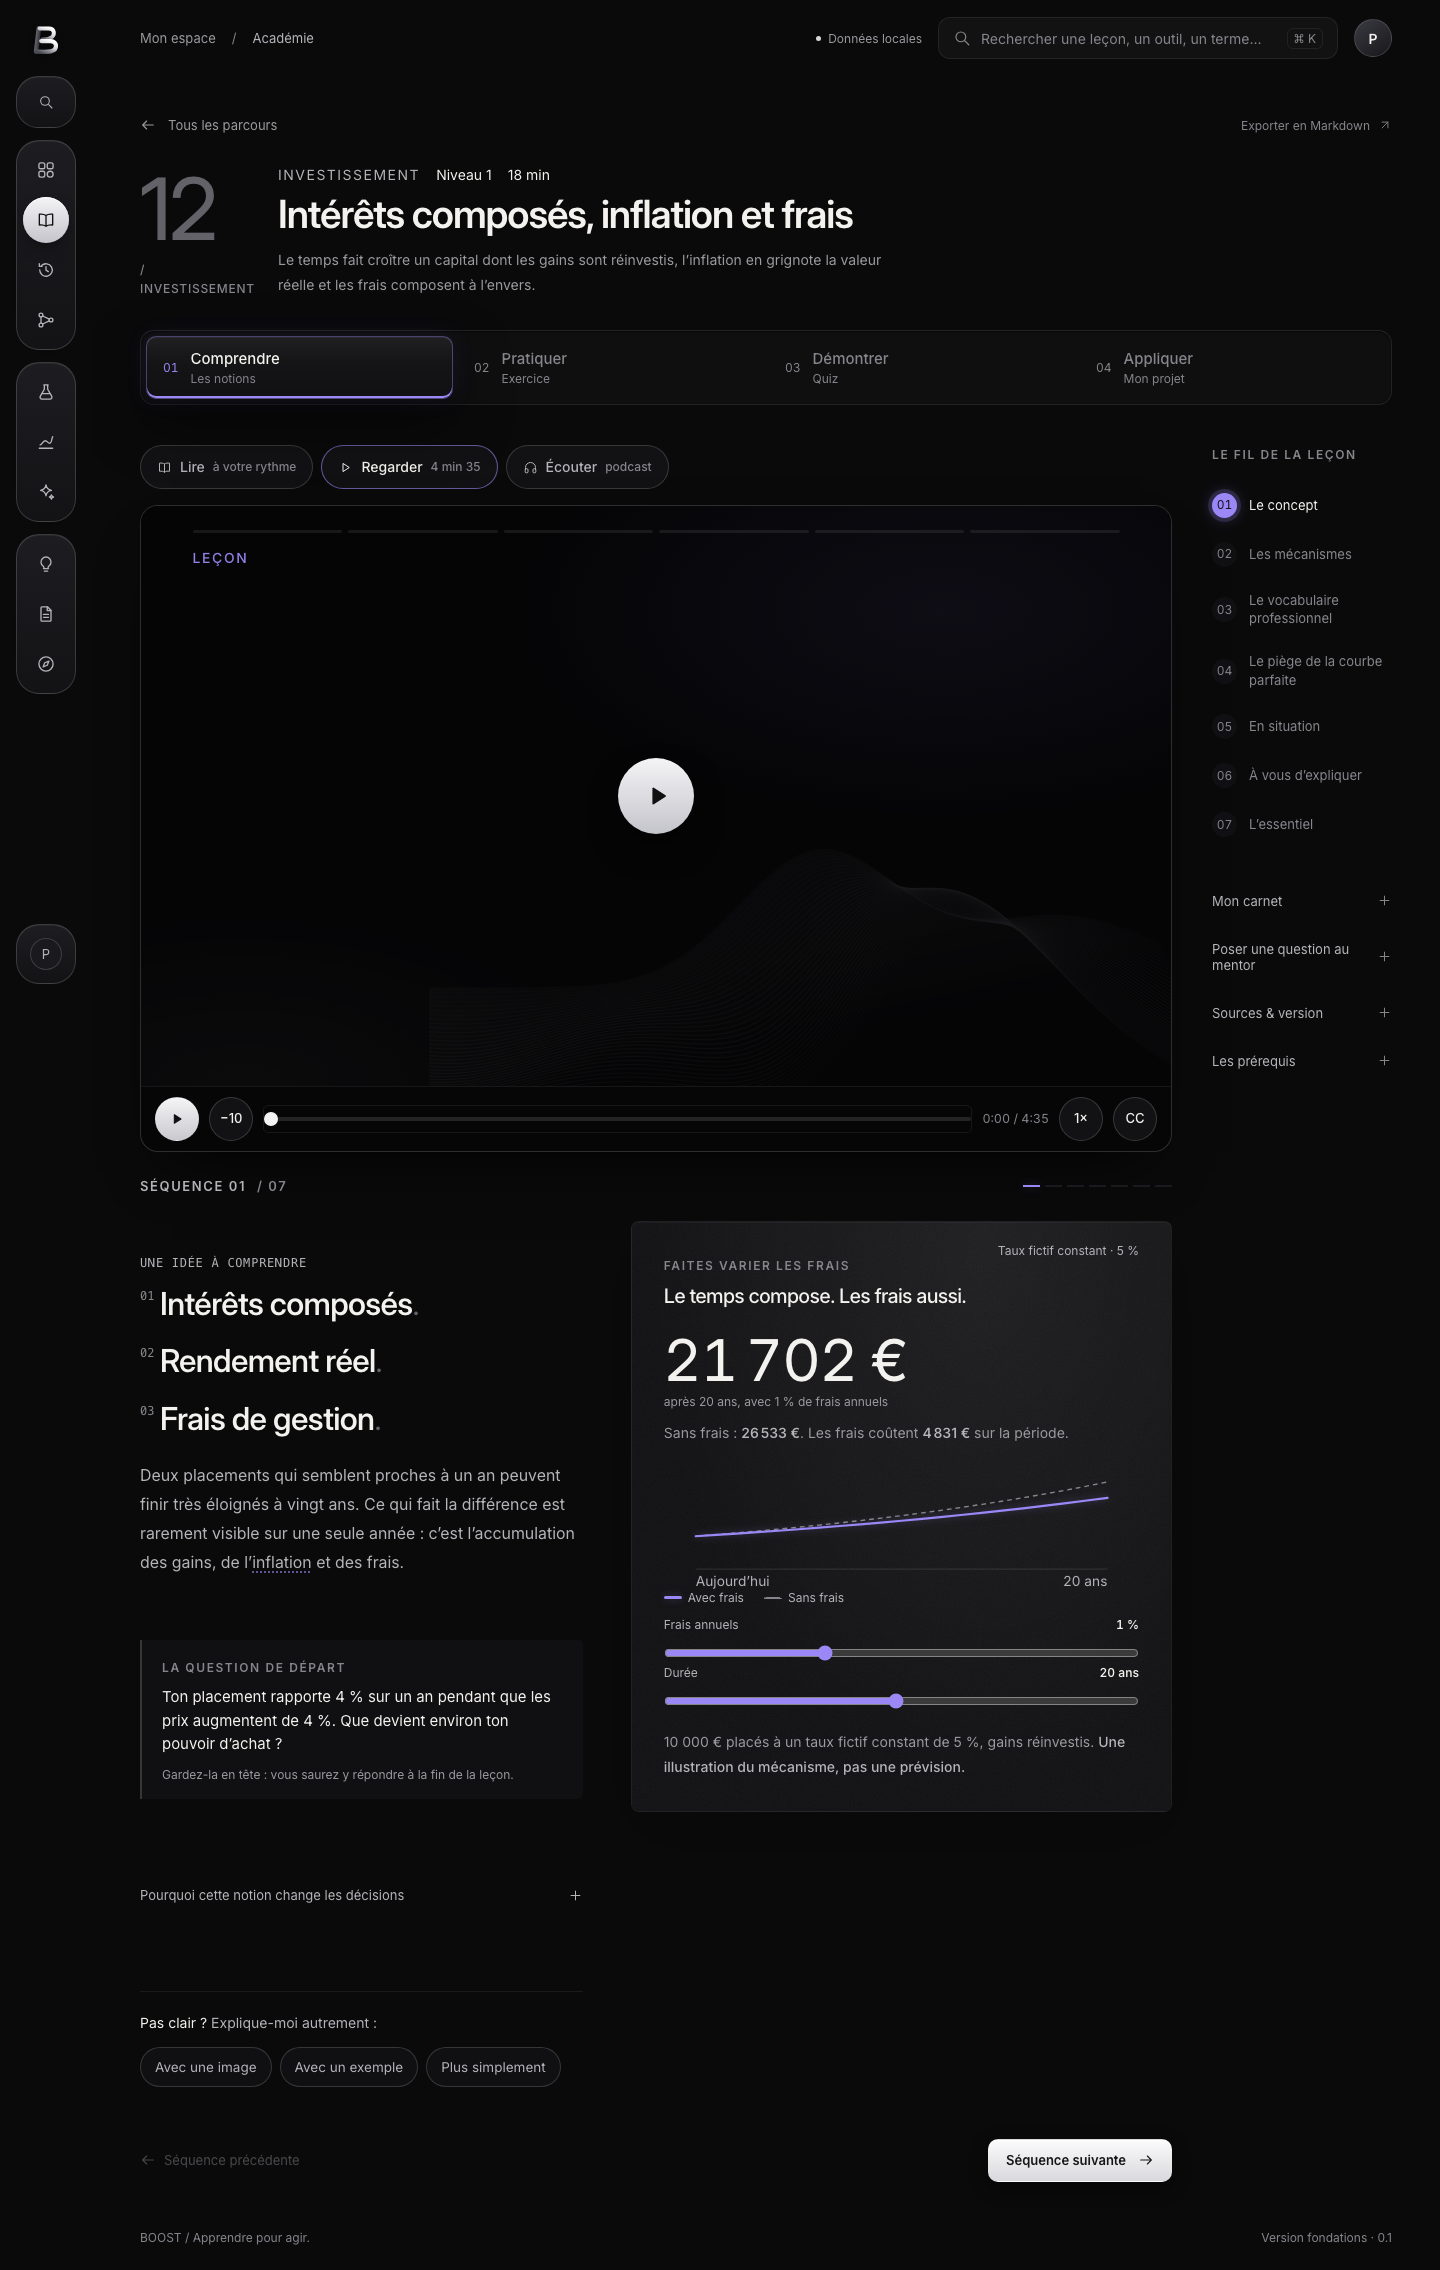 B
Mon espace / Académie
Données locales
Rechercher une leçon, un outil, un terme...
⌘ K
P
← Tous les parcours
Exporter en Markdown ↗
12
/
INVESTISSEMENT
INVESTISSEMENT Niveau 1 18 min
Intérêts composés, inflation et frais
Le temps fait croître un capital dont les gains sont réinvestis, l’inflation en grignote la valeur
réelle et les frais composent à l’envers.
01 Comprendre
Les notions
02 Pratiquer
Exercice
03 Démontrer
Quiz
04 Appliquer
Mon projet
Lire à votre rythme
Regarder 4 min 35
Écouter podcast
LEÇON
−10
0:00 / 4:35
1×
CC
LE FIL DE LA LEÇON
01 Le concept
02 Les mécanismes
03 Le vocabulaire
professionnel
04 Le piège de la courbe
parfaite
05 En situation
06 À vous d’expliquer
07 L’essentiel
Mon carnet +
Poser une question au
mentor +
Sources & version +
Les prérequis +
P
SÉQUENCE 01 / 07
UNE IDÉE À COMPRENDRE
01 Intérêts composés.
02 Rendement réel.
03 Frais de gestion.
Deux placements qui semblent proches à un an peuvent
finir très éloignés à vingt ans. Ce qui fait la différence est
rarement visible sur une seule année : c’est l’accumulation
des gains, de l’inflation et des frais.
LA QUESTION DE DÉPART
Ton placement rapporte 4 % sur un an pendant que les
prix augmentent de 4 %. Que devient environ ton
pouvoir d’achat ?
Gardez-la en tête : vous saurez y répondre à la fin de la leçon.
Pourquoi cette notion change les décisions +
Pas clair ? Explique-moi autrement :
Avec une image
Avec un exemple
Plus simplement
Taux fictif constant · 5 %
FAITES VARIER LES FRAIS
Le temps compose. Les frais aussi.
21 702 €
après 20 ans, avec 1 % de frais annuels
Sans frais : 26 533 €. Les frais coûtent 4 831 € sur la période.
Aujourd’hui 20 ans
Avec frais Sans frais
Frais annuels 1 %
Durée 20 ans
10 000 € placés à un taux fictif constant de 5 %, gains réinvestis. Une
illustration du mécanisme, pas une prévision.
← Séquence précédente
Séquence suivante →
BOOST / Apprendre pour agir.
Version fondations · 0.1